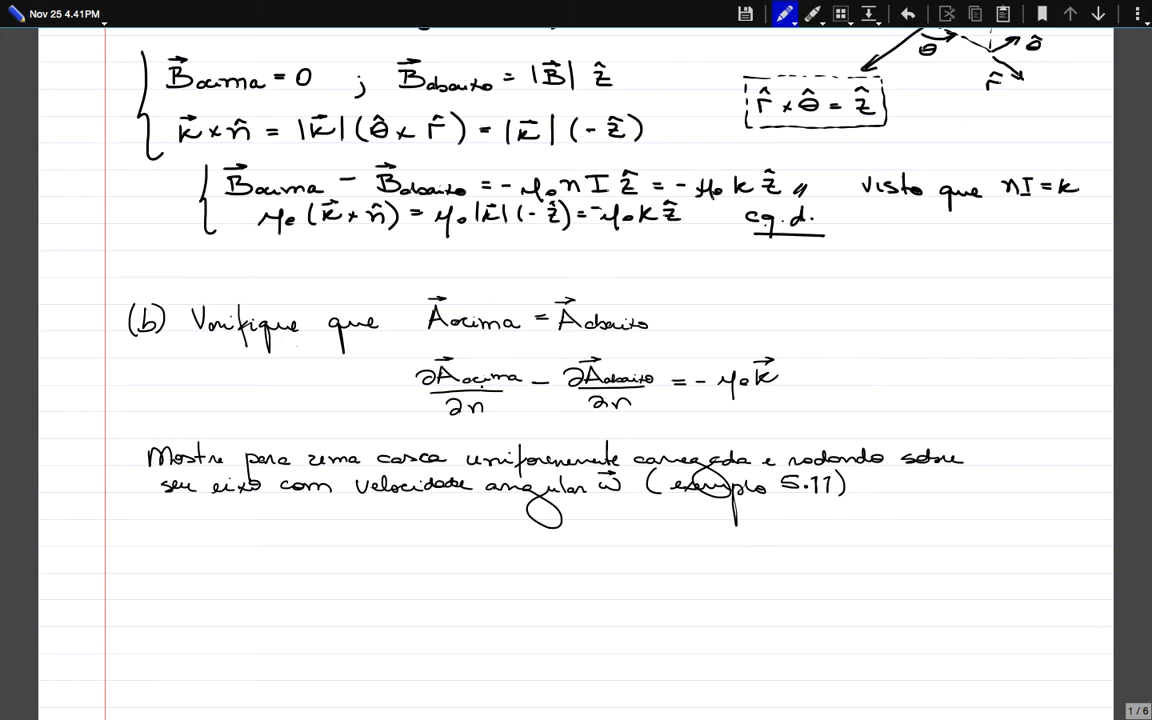 Nov 25 4.41PM
θ θ̂
r̂
B⃗acima = 0 ; B⃗abaixo = |B⃗| ẑ
r̂ × θ̂ = ẑ
k⃗ × n̂ = |k⃗| (θ̂ × r̂) = |k⃗| (-ẑ)
B⃗acima - B⃗abaixo = -μ₀ n I ẑ = -μ₀ k ẑ // visto que nI = k
μ₀ (k⃗ × n̂) = μ₀ |k⃗| (-ẑ) = -μ₀ k ẑ c.q.d.
(b) Verifique que A⃗acima = A⃗abaixo
∂A⃗acima/∂n - ∂A⃗abaixo/∂n = - μ₀ k⃗
Mostre para uma casca uniformemente carregada e rodando sobre
seu eixo com velocidade angular ω⃗ (exemplo 5.11)
1 / 6